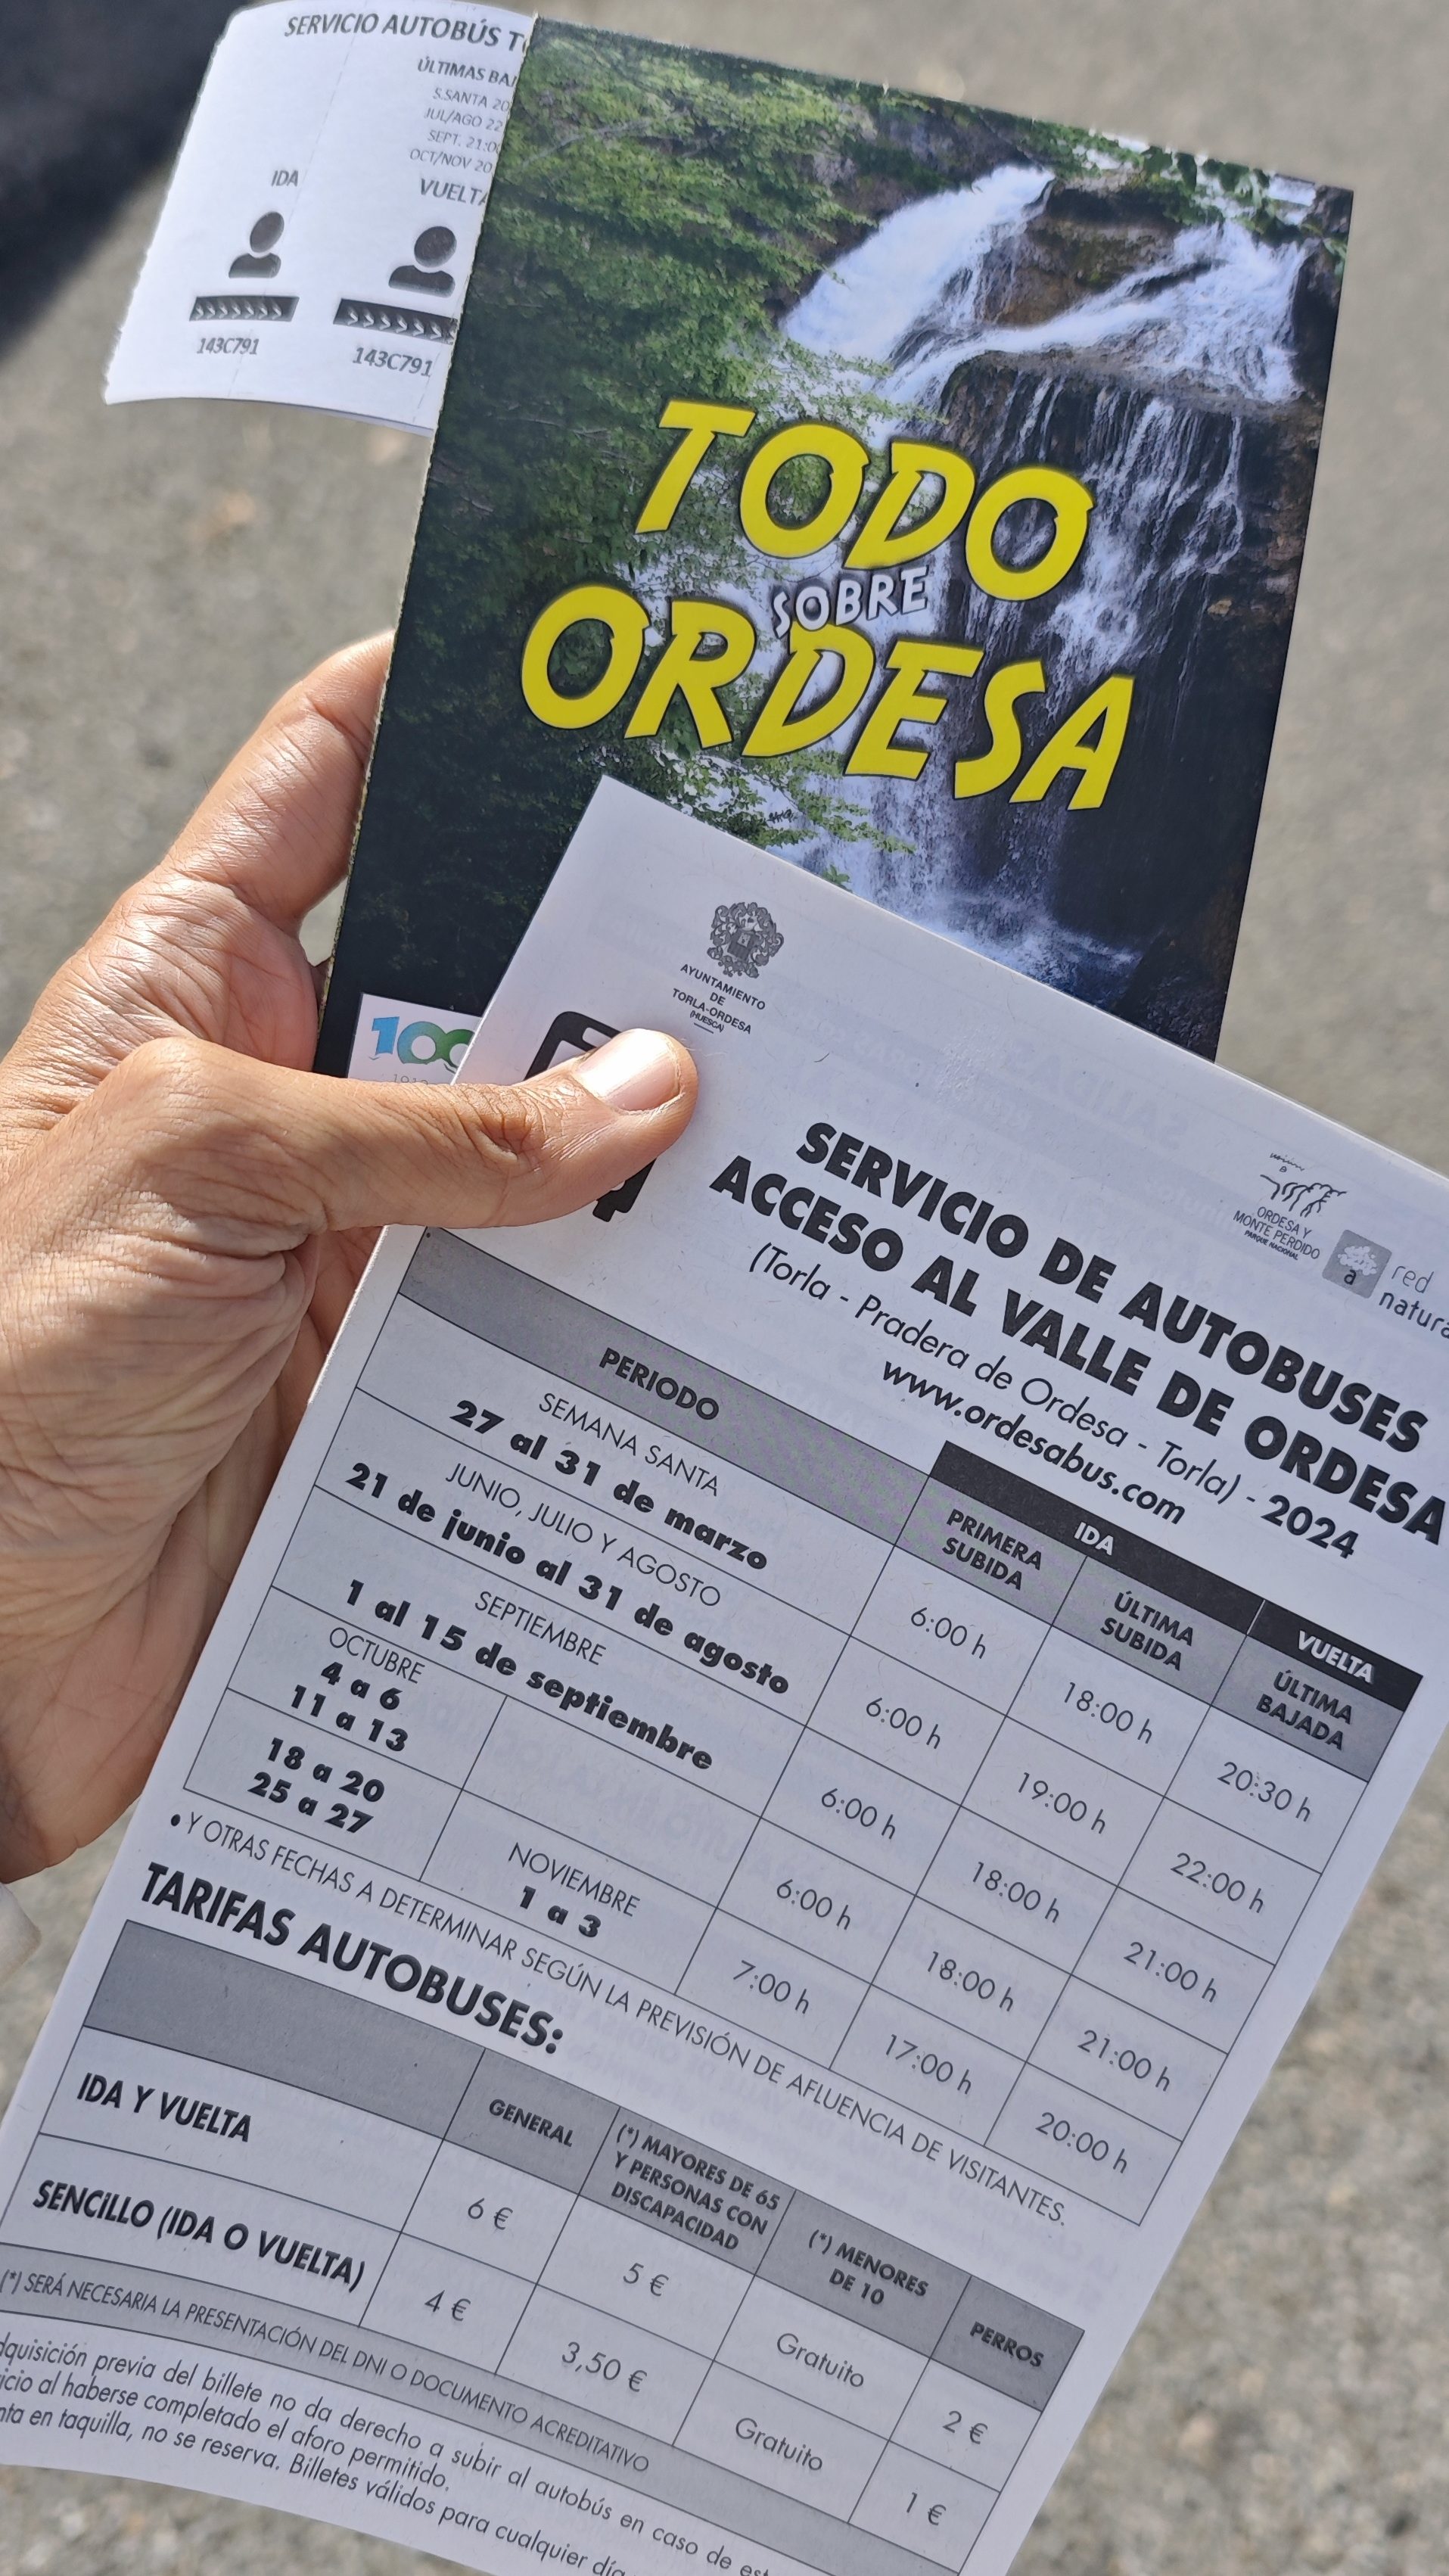 SERVICIO AUTOBÚS
ÚLTIMAS
S.SANTA 20
JUL/AGO 22
SEPT. 21:00
OCT/NOV 20
IDA
VUELTA
143C791
143C791
TODO
SOBRE
ORDESA
100
AYUNTAMIENTO
DE
TORLA-ORDESA
(HUESCA)
SERVICIO DE AUTOBUSES
ACCESO AL VALLE DE ORDESA
(Torla - Pradera de Ordesa - Torla) - 2024
www.ordesabus.com
ORDESA Y
MONTE PERDIDO
PARQUE NACIONAL
a
red
PERIODO
IDA
VUELTA
PRIMERA
SUBIDA
ÚLTIMA
SUBIDA
ÚLTIMA
BAJADA
SEMANA SANTA
27 al 31 de marzo
6:00 h
18:00 h
20:30 h
JUNIO, JULIO Y AGOSTO
21 de junio al 31 de agosto
6:00 h
19:00 h
22:00 h
SEPTIEMBRE
1 al 15 de septiembre
6:00 h
18:00 h
21:00 h
OCTUBRE
4 a 6
11 a 13
6:00 h
18:00 h
21:00 h
18 a 20
25 a 27
NOVIEMBRE
1 a 3
7:00 h
17:00 h
20:00 h
• Y OTRAS FECHAS A DETERMINAR SEGÚN LA PREVISIÓN DE AFLUENCIA DE VISITANTES.
TARIFAS AUTOBUSES:
GENERAL
(*) MAYORES DE 65
Y PERSONAS CON
DISCAPACIDAD
(*) MENORES
DE 10
PERROS
IDA Y VUELTA
6 €
5 €
Gratuito
2 €
SENCILLO (IDA O VUELTA)
4 €
3,50 €
Gratuito
1 €
(*) SERÁ NECESARIA LA PRESENTACIÓN DEL DNI O DOCUMENTO ACREDITATIVO
previa del billete no da derecho a subir al autobús en caso de
al haberse completado el aforo permitido.
en taquilla, no se reserva. Billetes válidos para cualquier día